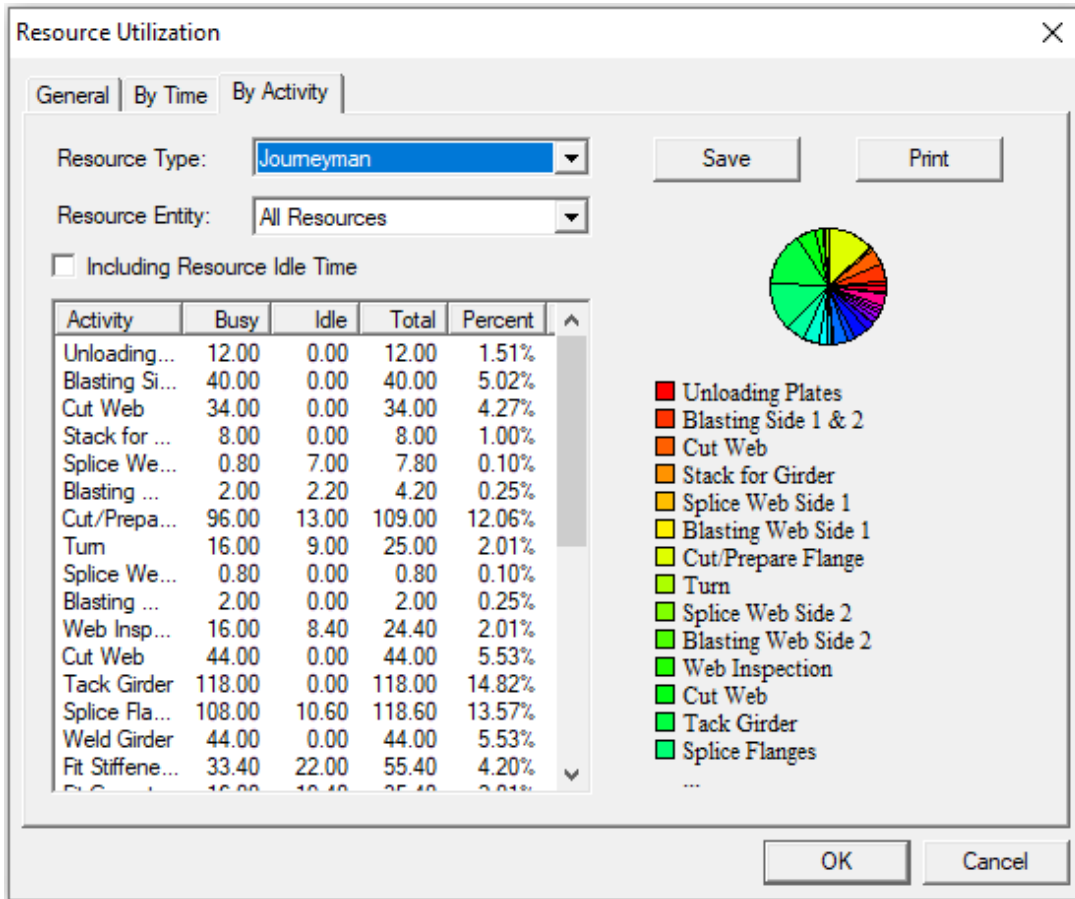 Resource Utilization
General By Time By Activity
Resource Type: Journeyman Save Print
Resource Entity: All Resources
Including Resource Idle Time
Activity Busy Idle Total Percent
Unloading... 12.00 0.00 12.00 1.51%
Blasting Si... 40.00 0.00 40.00 5.02%
Cut Web 34.00 0.00 34.00 4.27%
Stack for ... 8.00 0.00 8.00 1.00%
Splice We... 0.80 7.00 7.80 0.10%
Blasting ... 2.00 2.20 4.20 0.25%
Cut/Prepa... 96.00 13.00 109.00 12.06%
Turn 16.00 9.00 25.00 2.01%
Splice We... 0.80 0.00 0.80 0.10%
Blasting ... 2.00 0.00 2.00 0.25%
Web Insp... 16.00 8.40 24.40 2.01%
Cut Web 44.00 0.00 44.00 5.53%
Tack Girder 118.00 0.00 118.00 14.82%
Splice Fla... 108.00 10.60 118.60 13.57%
Weld Girder 44.00 0.00 44.00 5.53%
Fit Stiffene... 33.40 22.00 55.40 4.20%
Unloading Plates
Blasting Side 1 & 2
Cut Web
Stack for Girder
Splice Web Side 1
Blasting Web Side 1
Cut/Prepare Flange
Turn
Splice Web Side 2
Blasting Web Side 2
Web Inspection
Cut Web
Tack Girder
Splice Flanges
...
OK Cancel